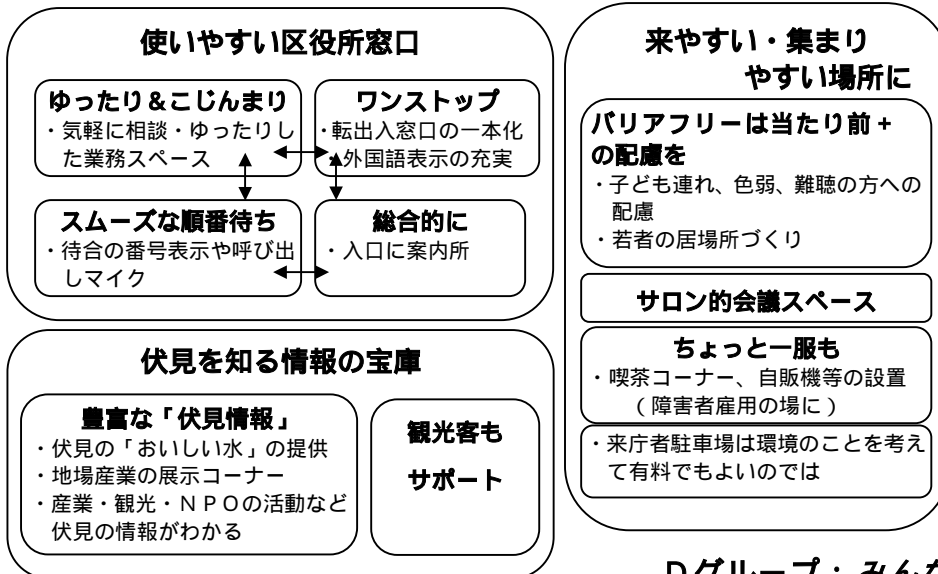 使いやすい区役所窓口
ゆったり＆こじんまり
・気軽に相談・ゆったりし
た業務スペース
ワンストップ
・転出入窓口の一本化
・外国語表示の充実
スムーズな順番待ち
・待合の番号表示や呼び出
しマイク
総合的に
・入口に案内所
伏見を知る情報の宝庫
豊富な「伏見情報」
・伏見の「おいしい水」の提供
・地場産業の展示コーナー
・産業・観光・ＮＰＯの活動など
伏見の情報がわかる
観光客も
サポート
来やすい・集まり
やすい場所に
バリアフリーは当たり前＋
の配慮を
・子ども連れ、色弱、難聴の方への
配慮
・若者の居場所づくり
サロン的会議スペース
ちょっと一服も
・喫茶コーナー、自販機等の設置
（障害者雇用の場に）
・来庁者駐車場は環境のことを考え
て有料でもよいのでは
Ｄグループ：みんな